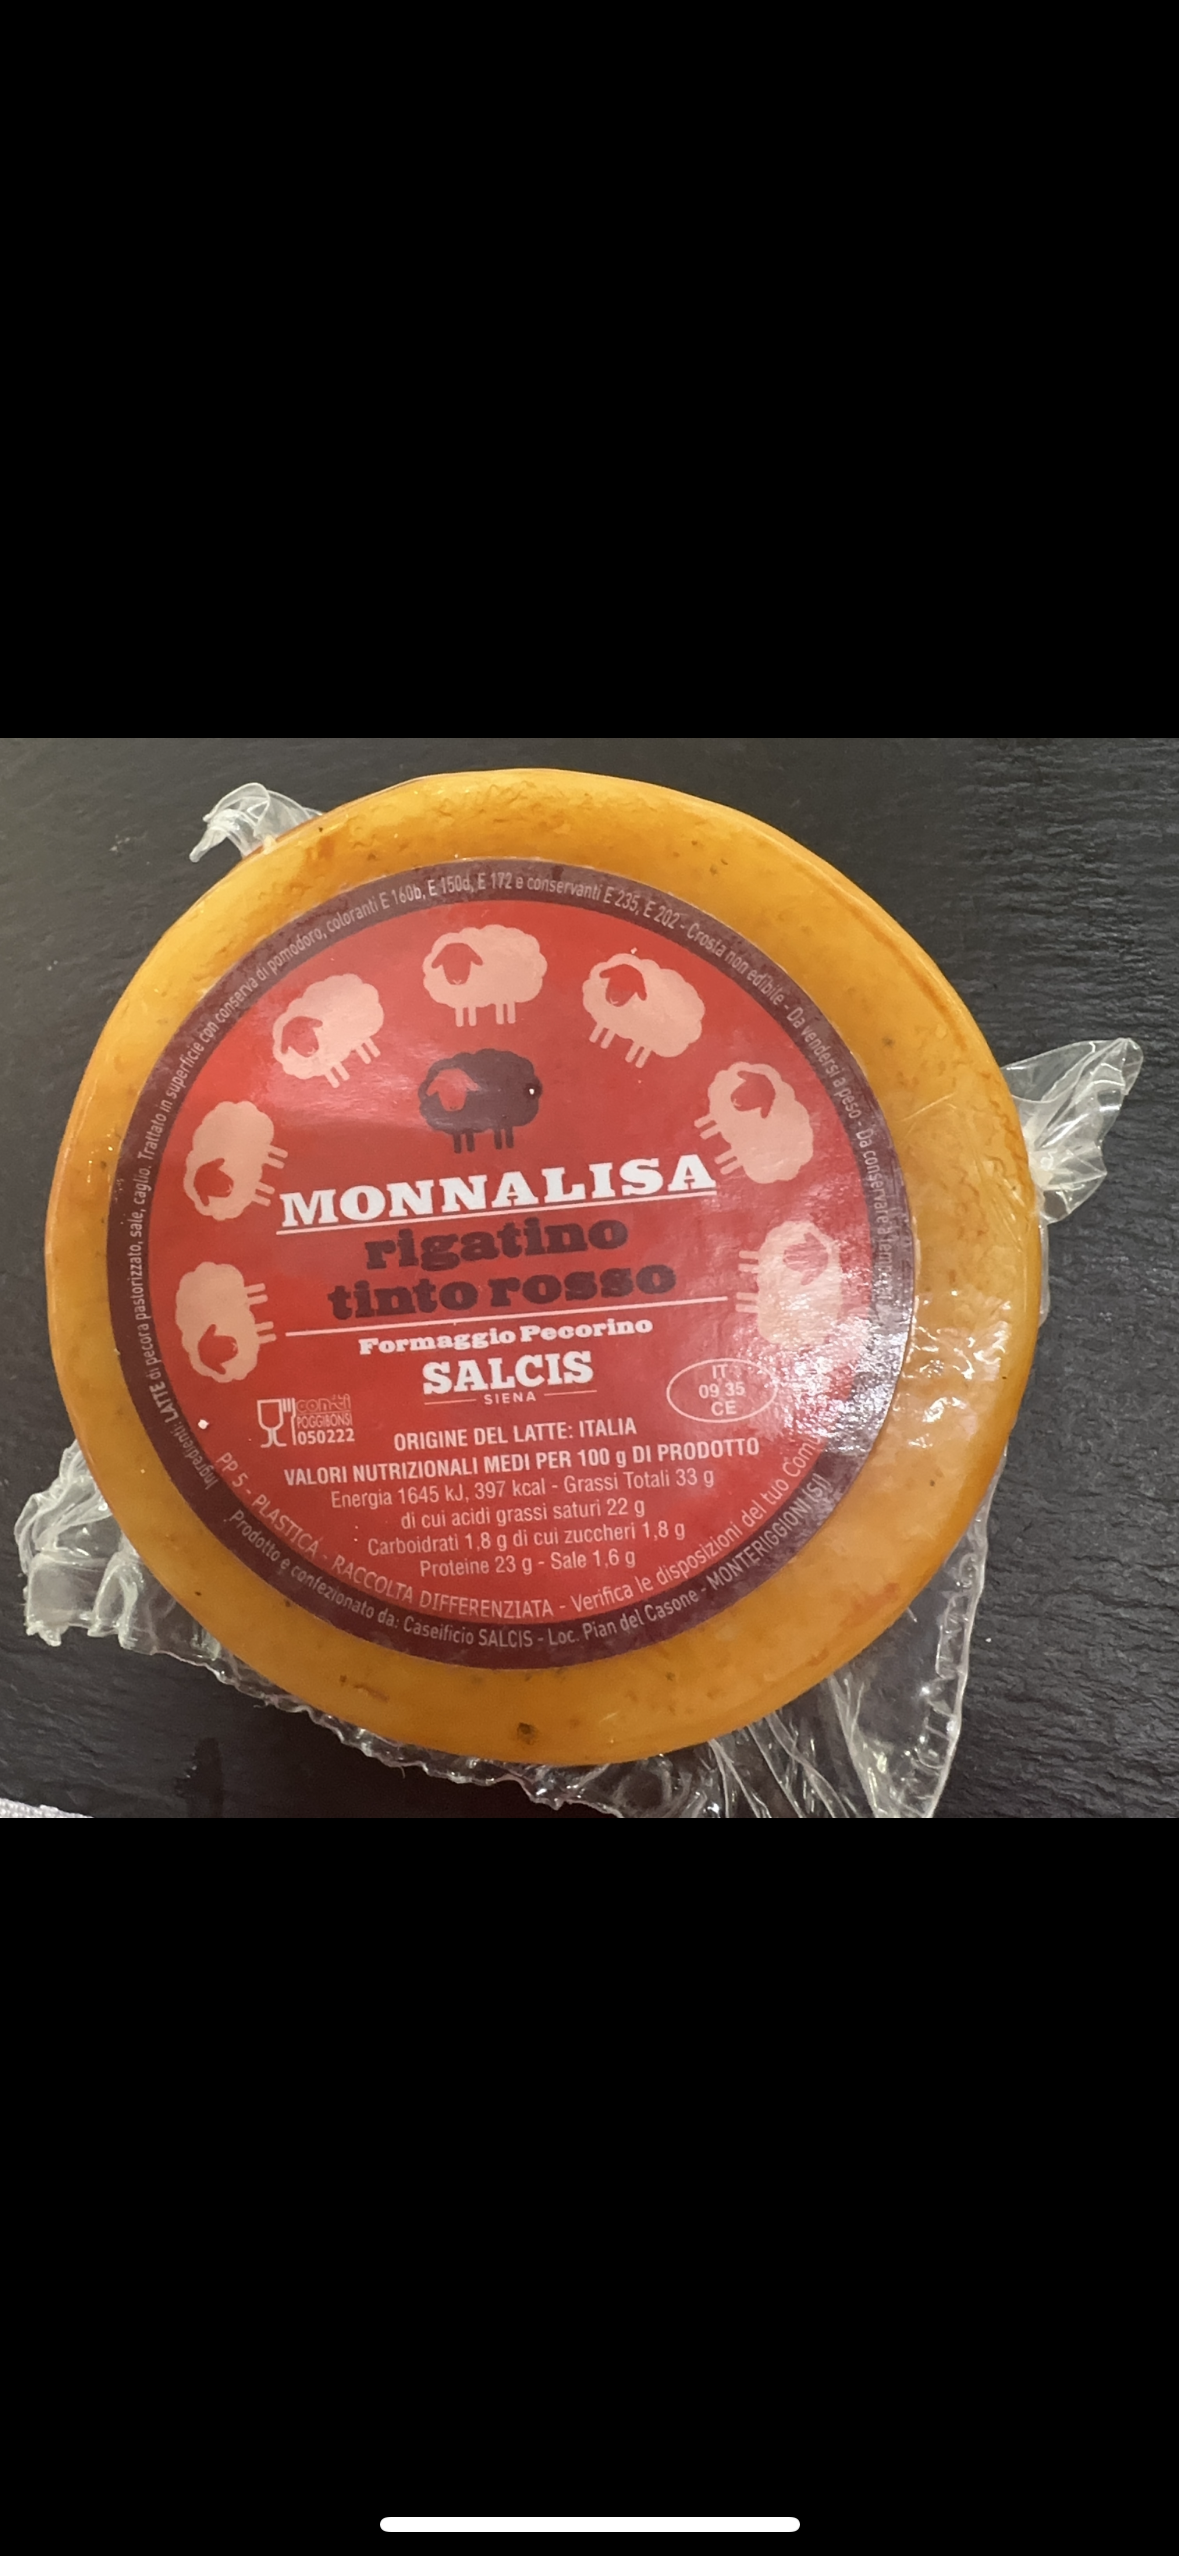 Ingredienti: LATTE di pecora pastorizzato, sale, caglio. Trattato in superficie con conserva di pomodoro, coloranti E 160b, E 150d, E 172 e conservanti E 235, E 202 - Crosta non edibile - Da vendersi a peso - Da conservare a
MONNALISA
rigatino
tinto rosso
Formaggio Pecorino
SALCIS
SIENA
IT
09 35
CE
conti
POGGIBONSI
050222
ORIGINE DEL LATTE: ITALIA
VALORI NUTRIZIONALI MEDI PER 100 g DI PRODOTTO
Energia 1645 kJ, 397 kcal - Grassi Totali 33 g
di cui acidi grassi saturi 22 g
Carboidrati 1,8 g di cui zuccheri 1,8 g
Proteine 23 g - Sale 1,6 g
PP 5 - PLASTICA - RACCOLTA DIFFERENZIATA - Verifica le disposizioni del tuo
Prodotto e confezionato da: Caseificio SALCIS - Loc. Pian del Casone - MONTERIGGIONI (SI)